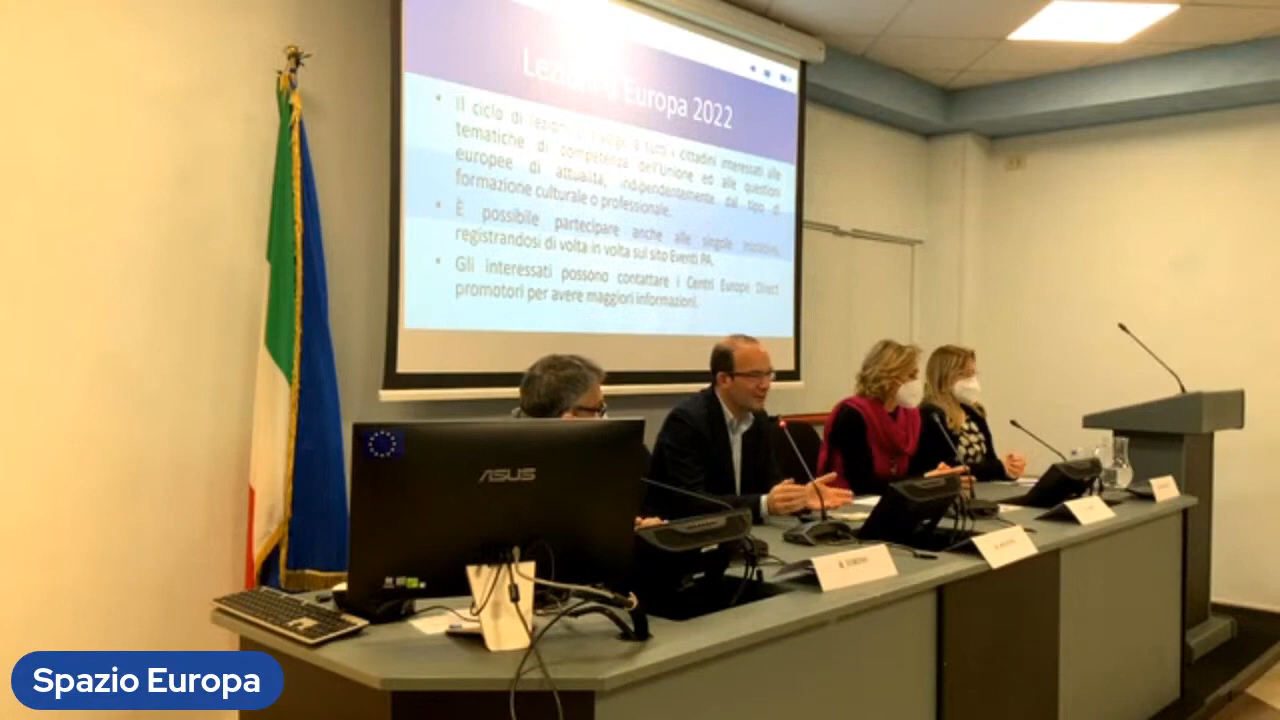 Lezioni d'Europa 2022
• Il ciclo di lezioni si rivolge a tutti i cittadini interessati alle
tematiche di competenza dell'Unione ed alle questioni
europee di attualità, indipendentemente dal tipo di
formazione culturale o professionale.
• È possibile partecipare anche alle singole iniziative,
registrandosi di volta in volta sul sito Eventi PA.
• Gli interessati possono contattare i Centri Europe Direct
promotori per avere maggiori informazioni.
ASUS
Spazio Europa